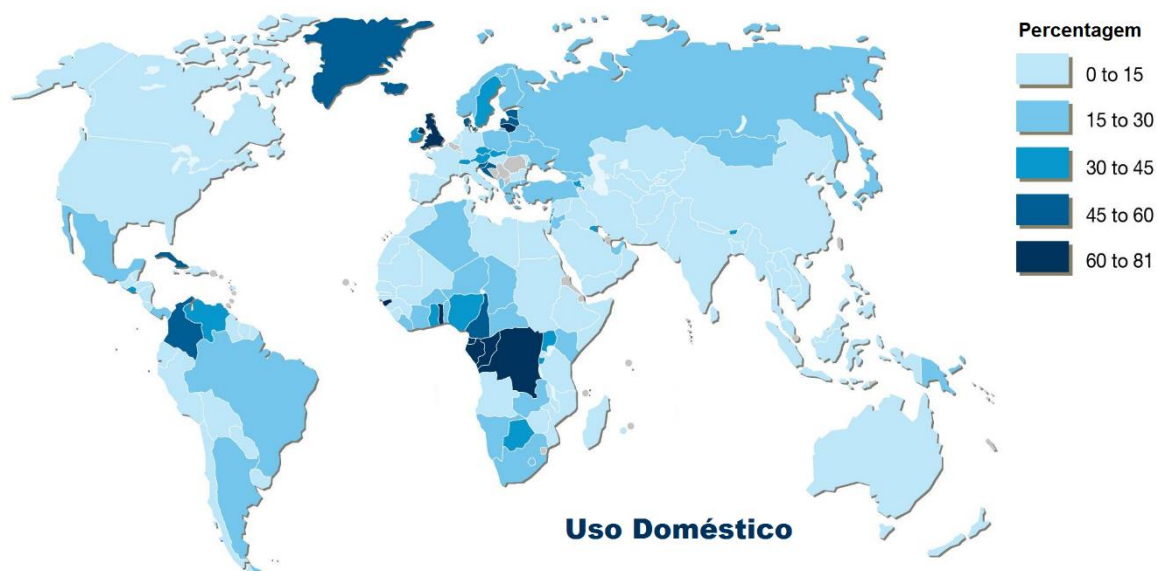 Percentagem
0 to 15
15 to 30
30 to 45
45 to 60
60 to 81
Uso Doméstico